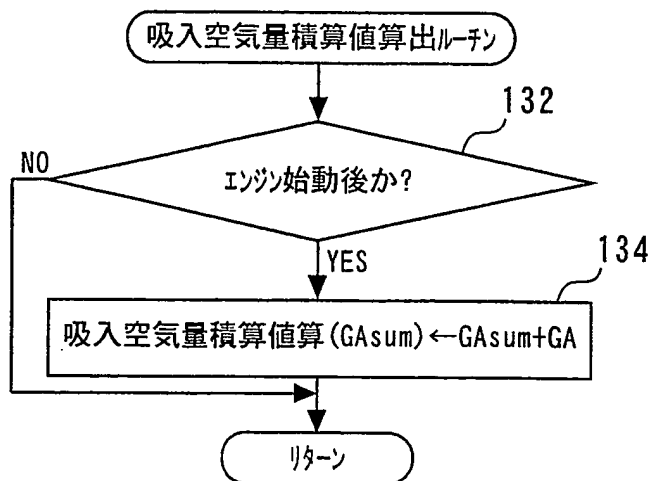 吸入空気量積算値算出ルーチン
132
エンジン始動後か?
NO
YES
134
吸入空気量積算値算(GAsum)←GAsum+GA
リターン